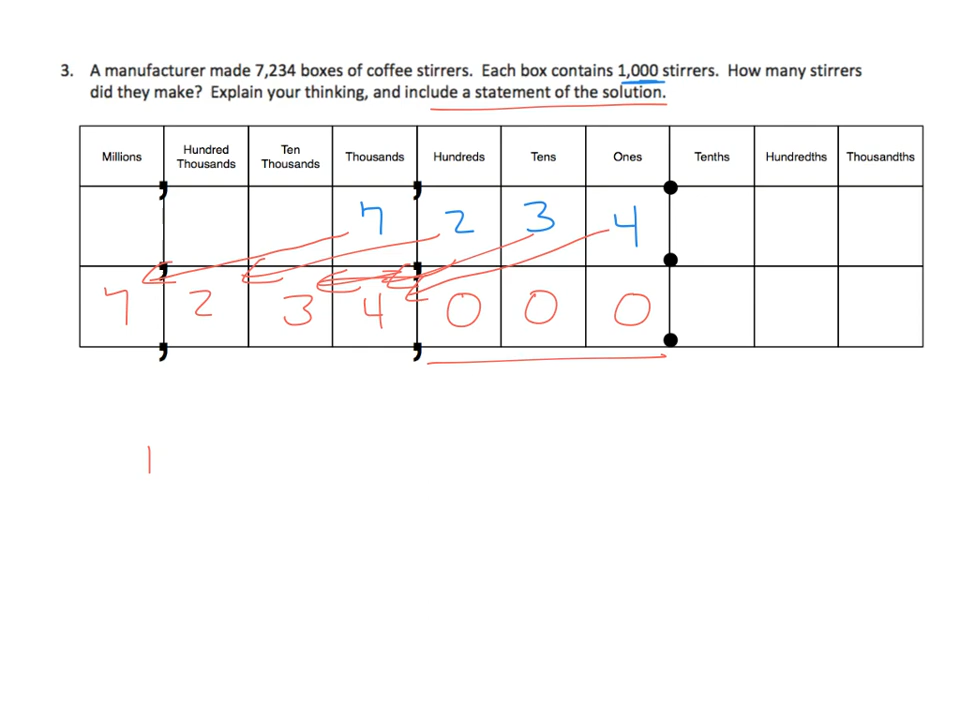 3. A manufacturer made 7,234 boxes of coffee stirrers. Each box contains 1,000 stirrers. How many stirrers
did they make? Explain your thinking, and include a statement of the solution.
Millions Hundred Thousands Ten Thousands Thousands Hundreds Tens Ones Tenths Hundredths Thousandths
, 7 , 2 3 4 .
7 , 2 3 4 , 0 0 0 .